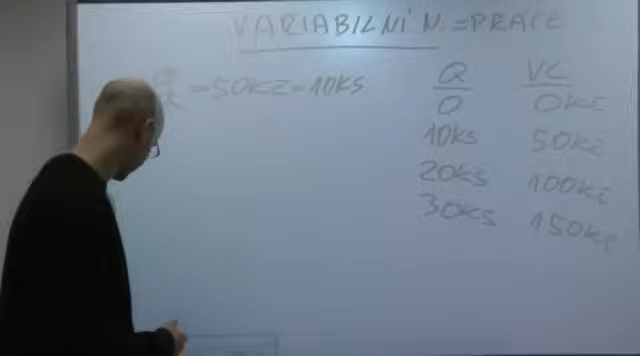 VARIABILNÍ N. = PRÁCE
= 50Kč = 10KS
Q VC
0 0Kč
10KS 50Kč
20KS 100Kč
30KS 150Kč